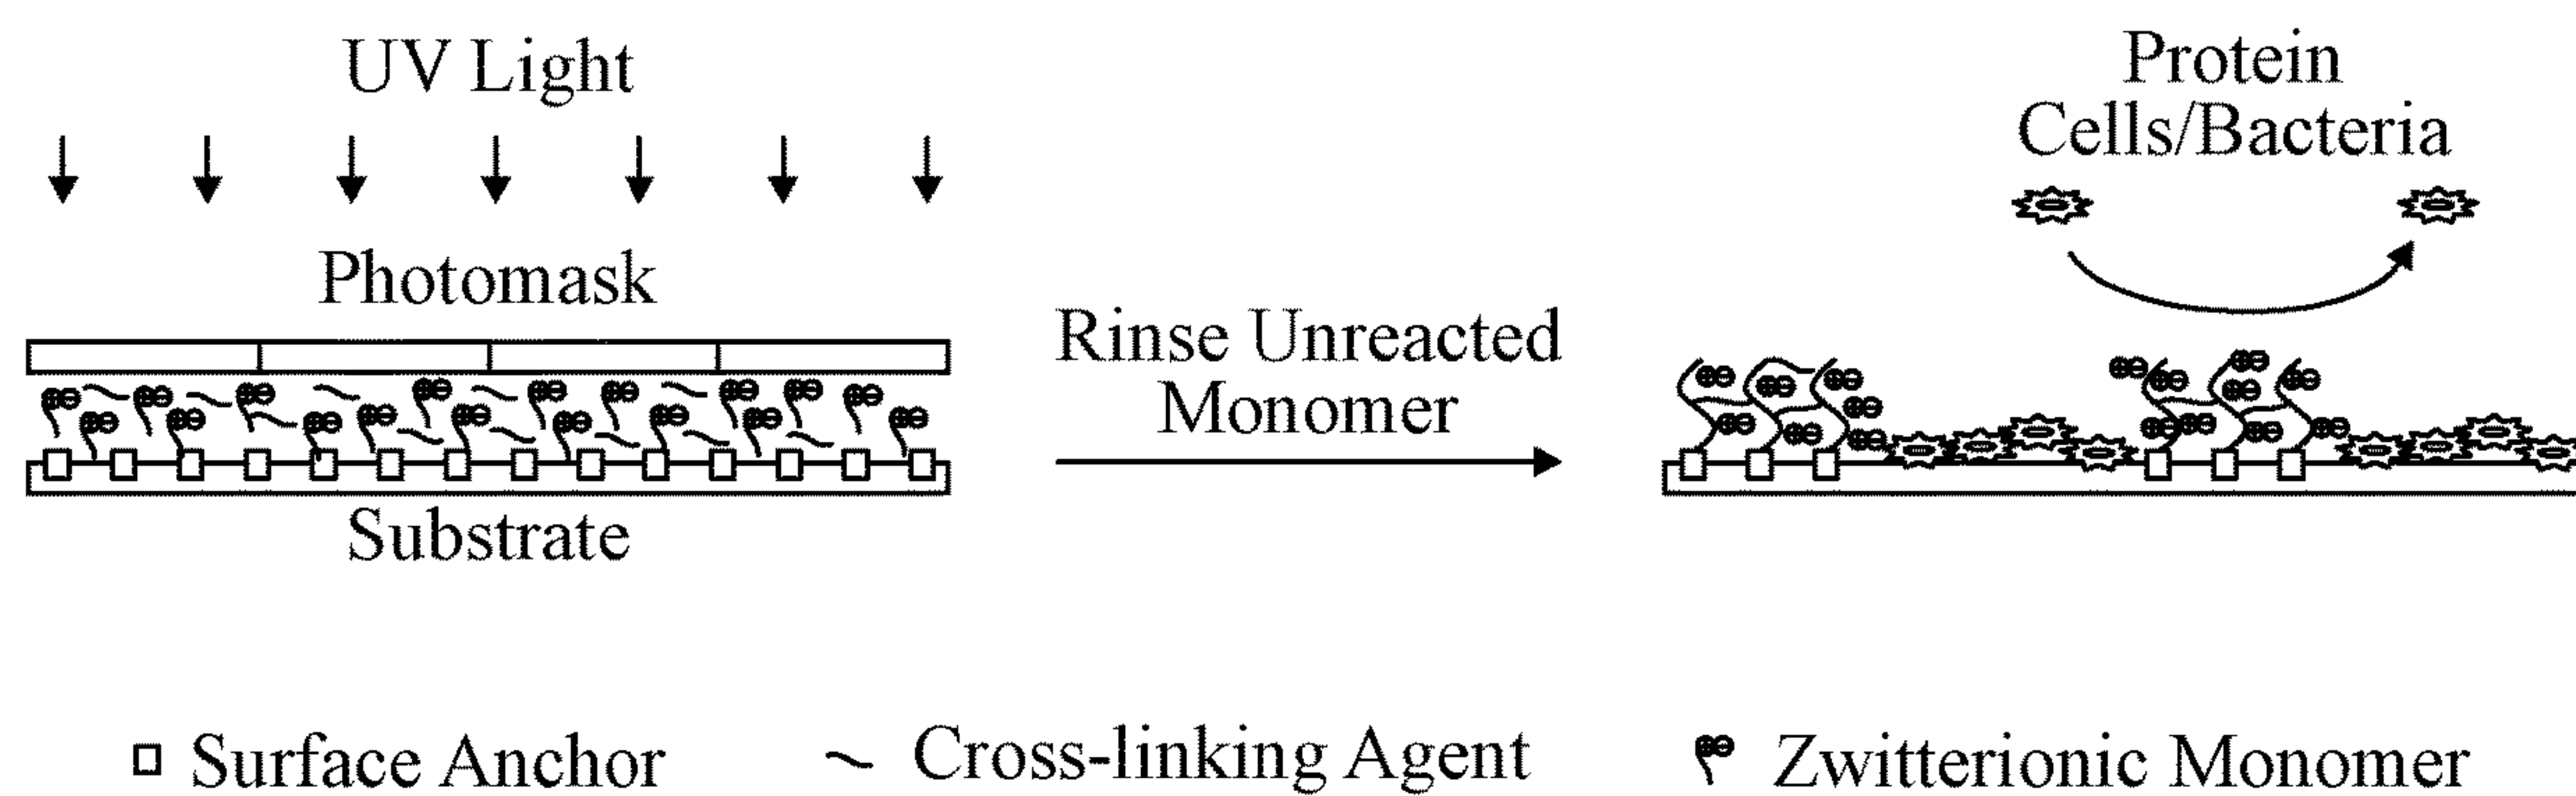 UV Light
Photomask
Substrate
Rinse Unreacted
Monomer
Protein
Cells/Bacteria
Surface Anchor
Cross-linking Agent
Zwitterionic Monomer